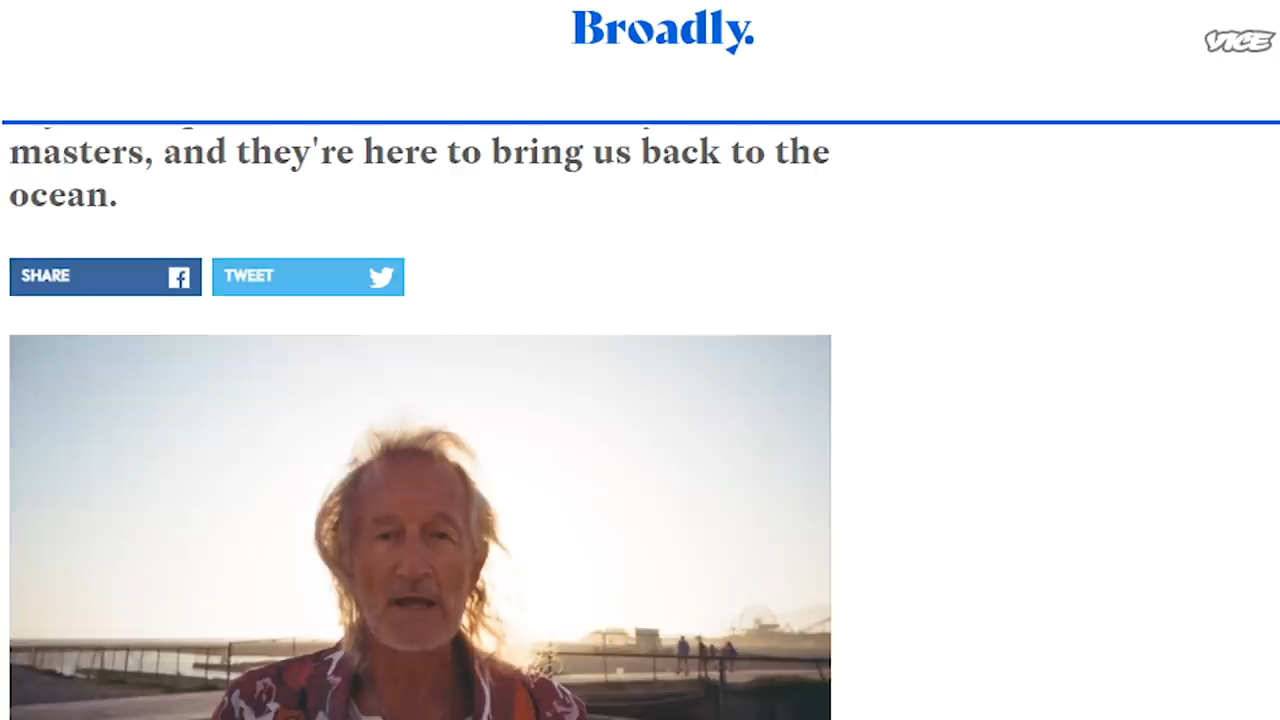 Broadly.
VICE
masters, and they're here to bring us back to the
ocean.
SHARE
TWEET